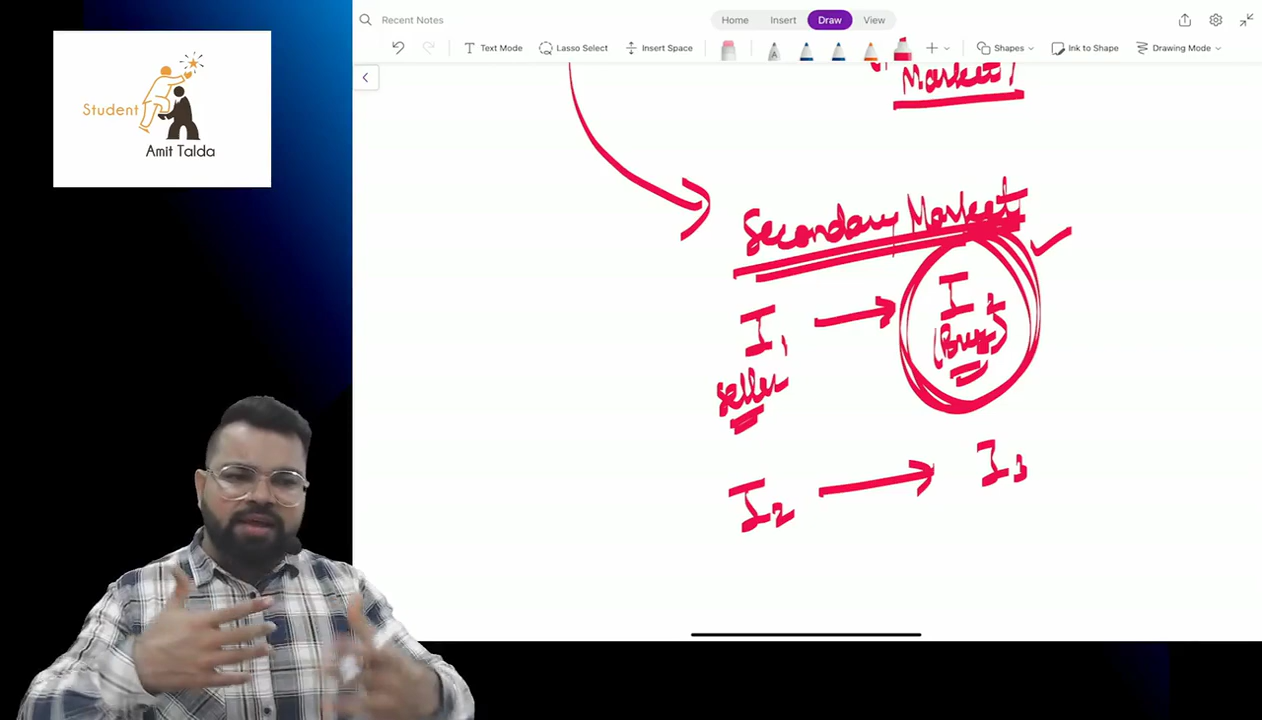 Recent Notes
Home Insert Draw View
Text Mode Lasso Select Insert Space Shapes Ink to Shape Drawing Mode
Student
Amit Talda
Market)
Secondary Market
I1 I2
(Buyer)
Seller
I2 I3